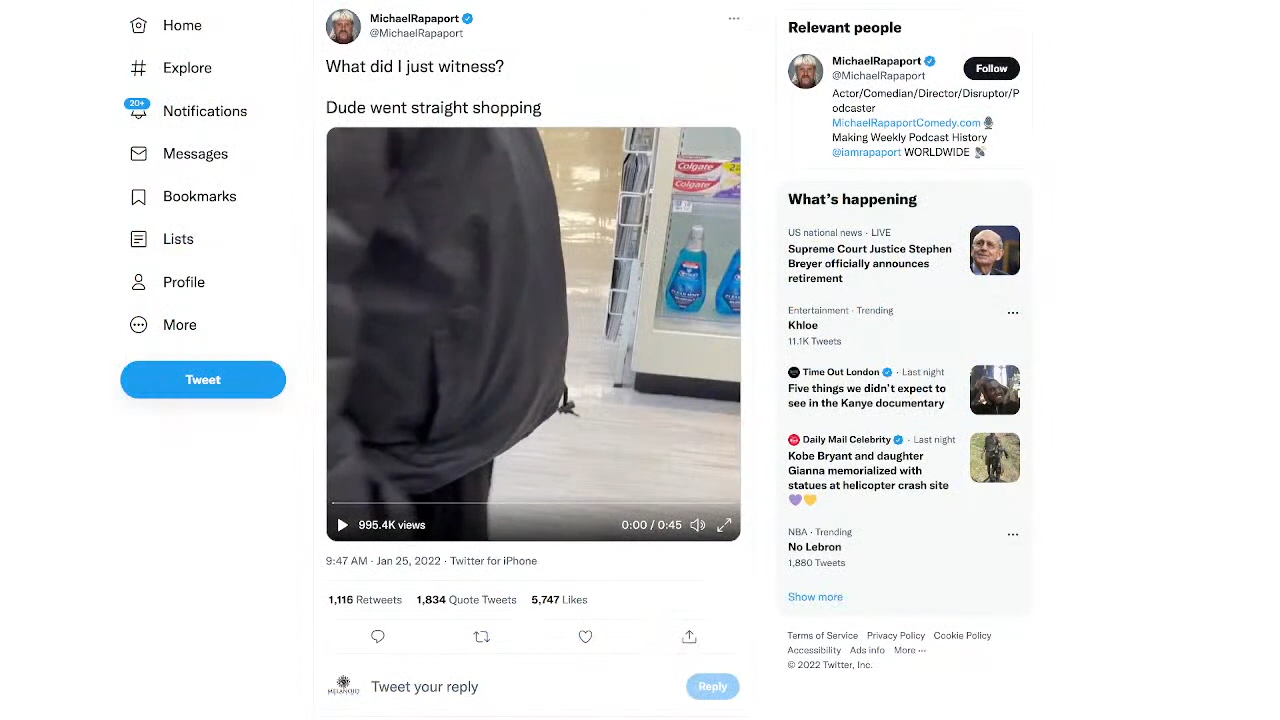 Home
Explore
20+
Notifications
Messages
Bookmarks
Lists
Profile
More
Tweet
MichaelRapaport
@MichaelRapaport
What did I just witness?
Dude went straight shopping
Colgate
Colgate
995.4K views
0:00 / 0:45
9:47 AM · Jan 25, 2022 · Twitter for iPhone
1,116 Retweets 1,834 Quote Tweets 5,747 Likes
MELANOID
Tweet your reply
Reply
Relevant people
MichaelRapaport
@MichaelRapaport
Follow
Actor/Comedian/Director/Disruptor/P
odcaster
MichaelRapaportComedy.com 🎙
Making Weekly Podcast History
@iamrapaport WORLDWIDE 📡
What's happening
US national news · LIVE
Supreme Court Justice Stephen
Breyer officially announces
retirement
Entertainment · Trending
Khloe
11.1K Tweets
Time Out London · Last night
Five things we didn't expect to
see in the Kanye documentary
Daily Mail Celebrity · Last night
Kobe Bryant and daughter
Gianna memorialized with
statues at helicopter crash site
💜💛
NBA · Trending
No Lebron
1,880 Tweets
Show more
Terms of Service Privacy Policy Cookie Policy
Accessibility Ads info More ···
© 2022 Twitter, Inc.